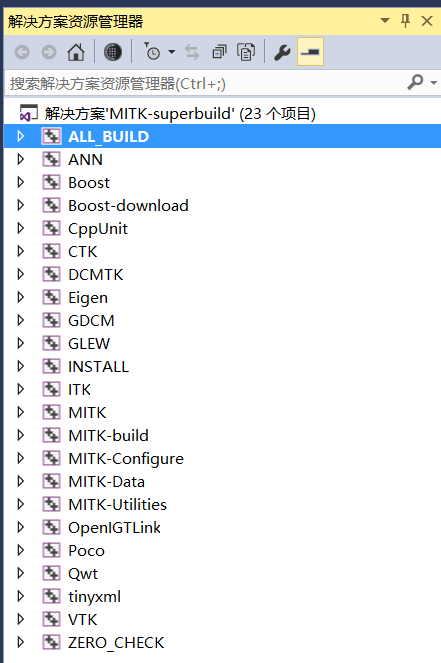 解决方案资源管理器
搜索解决方案资源管理器(Ctrl+;)
解决方案'MITK-superbuild' (23 个项目)
ALL_BUILD
ANN
Boost
Boost-download
CppUnit
CTK
DCMTK
Eigen
GDCM
GLEW
INSTALL
ITK
MITK
MITK-build
MITK-Configure
MITK-Data
MITK-Utilities
OpenIGTLink
Poco
Qwt
tinyxml
VTK
ZERO_CHECK